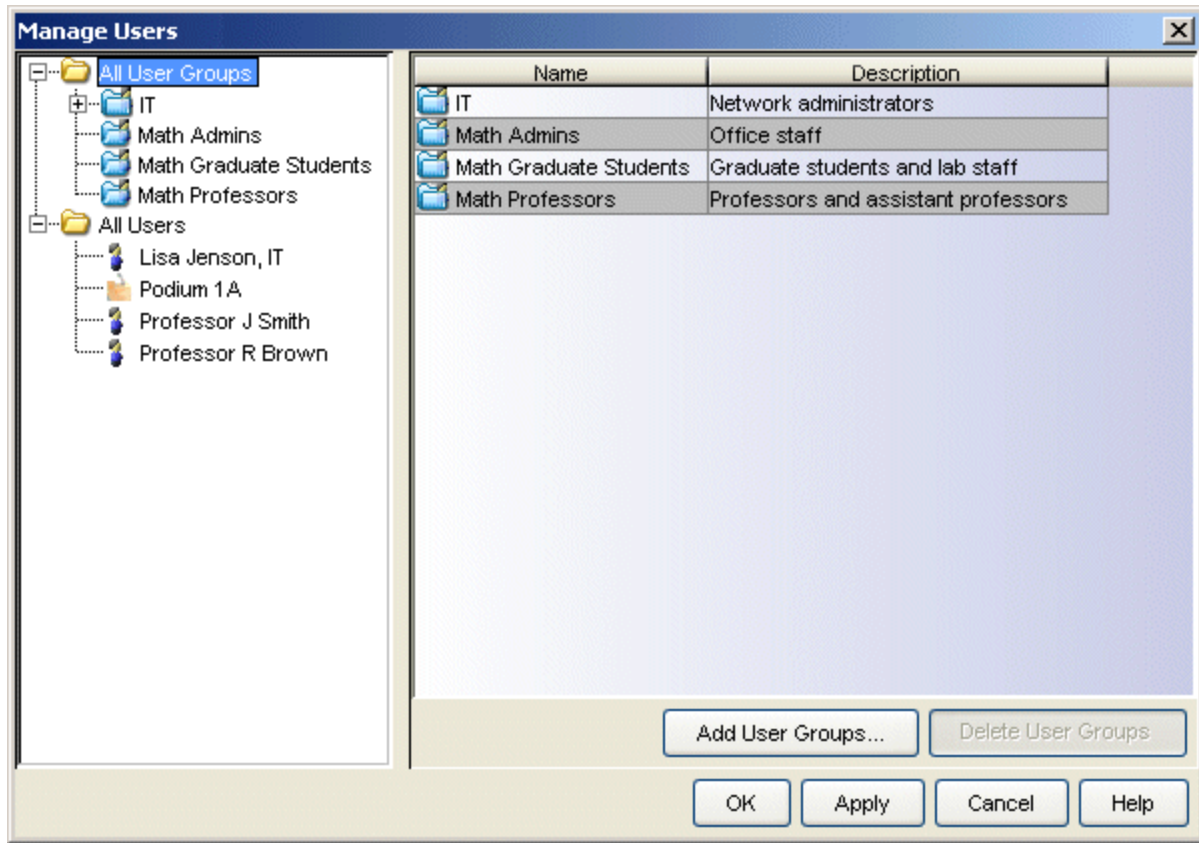 Manage Users
All User Groups
IT
Math Admins
Math Graduate Students
Math Professors
All Users
Lisa Jenson, IT
Podium 1A
Professor J Smith
Professor R Brown
Name Description
IT Network administrators
Math Admins Office staff
Math Graduate Students Graduate students and lab staff
Math Professors Professors and assistant professors
Add User Groups... Delete User Groups
OK Apply Cancel Help